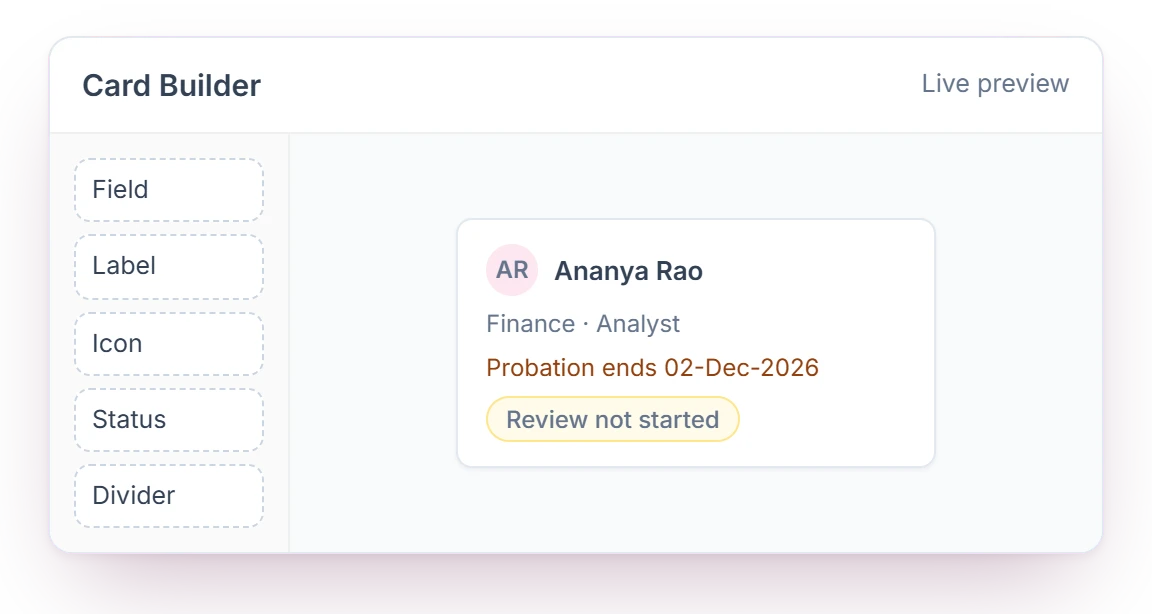 Card Builder
Live preview
Field
Label
Icon
Status
Divider
AR
Ananya Rao
Finance · Analyst
Probation ends 02-Dec-2026
Review not started